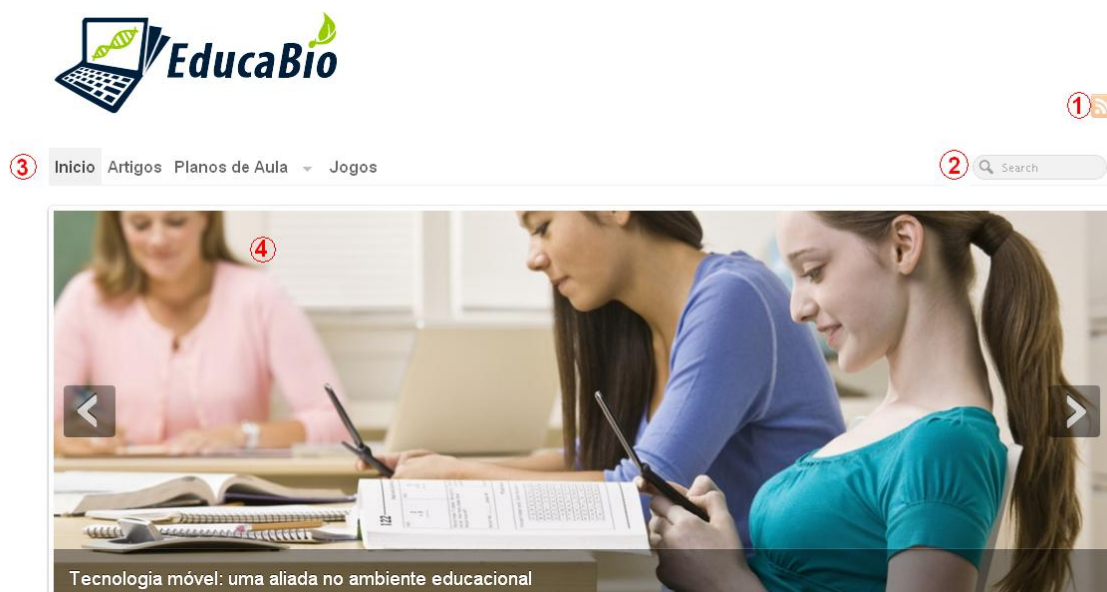 EducaBio
1
3
Inicio Artigos Planos de Aula Jogos
2
Search
4
122
Tecnologia móvel: uma aliada no ambiente educacional